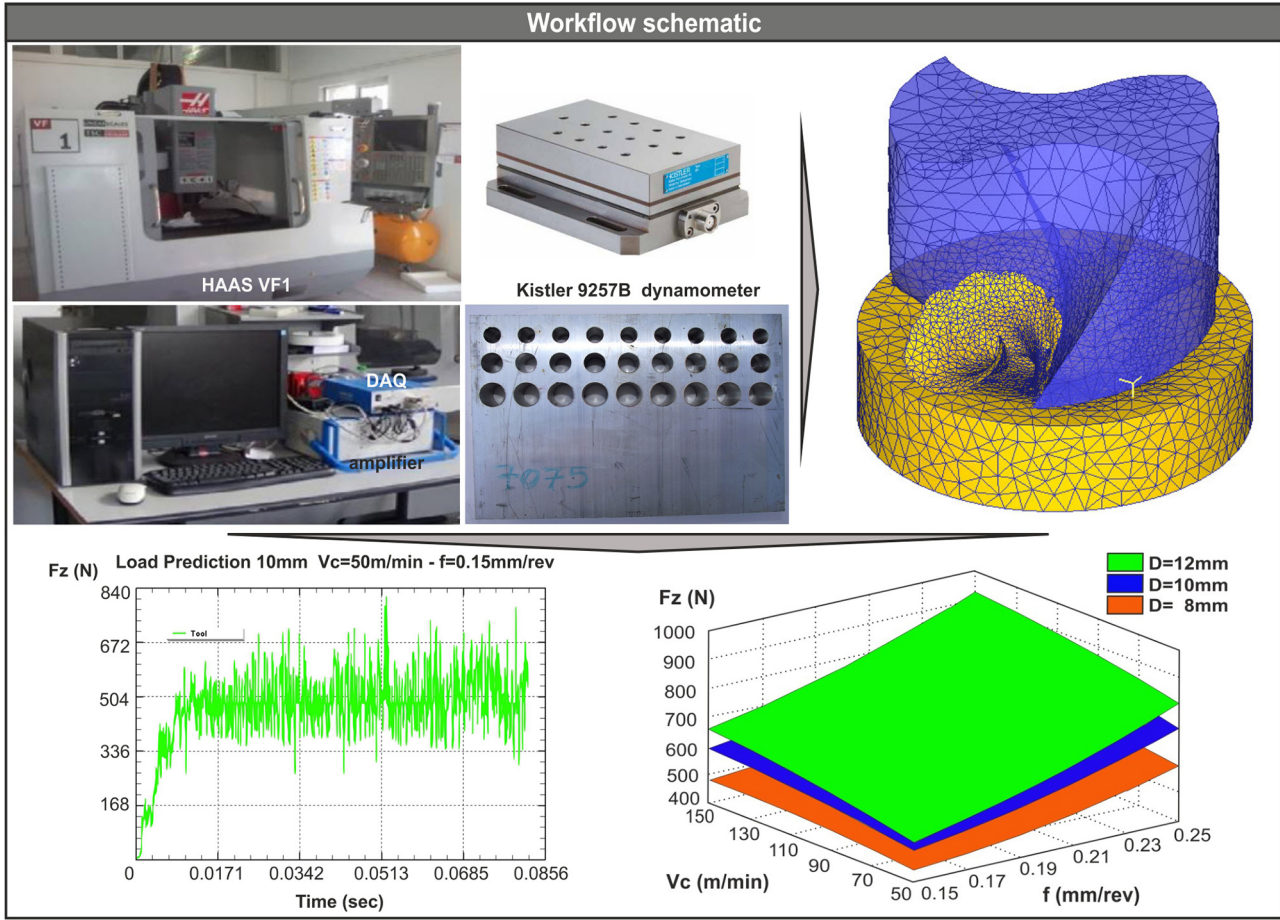 Workflow schematic
VF
1
HAAS VF1
KISTLER
Kistler 9257B dynamometer
DAQ
amplifier
7075
Load Prediction 10mm Vc=50m/min - f=0.15mm/rev
Fz (N)
840
672
504
336
168
0
0.0171
0.0342
0.0513
0.0685
0.0856
Time (sec)
Tool
D=12mm
D=10mm
D= 8mm
Fz (N)
1000
900
800
700
600
500
400
150
130
110
90
70
50
Vc (m/min)
0.15
0.17
0.19
0.21
0.23
0.25
f (mm/rev)